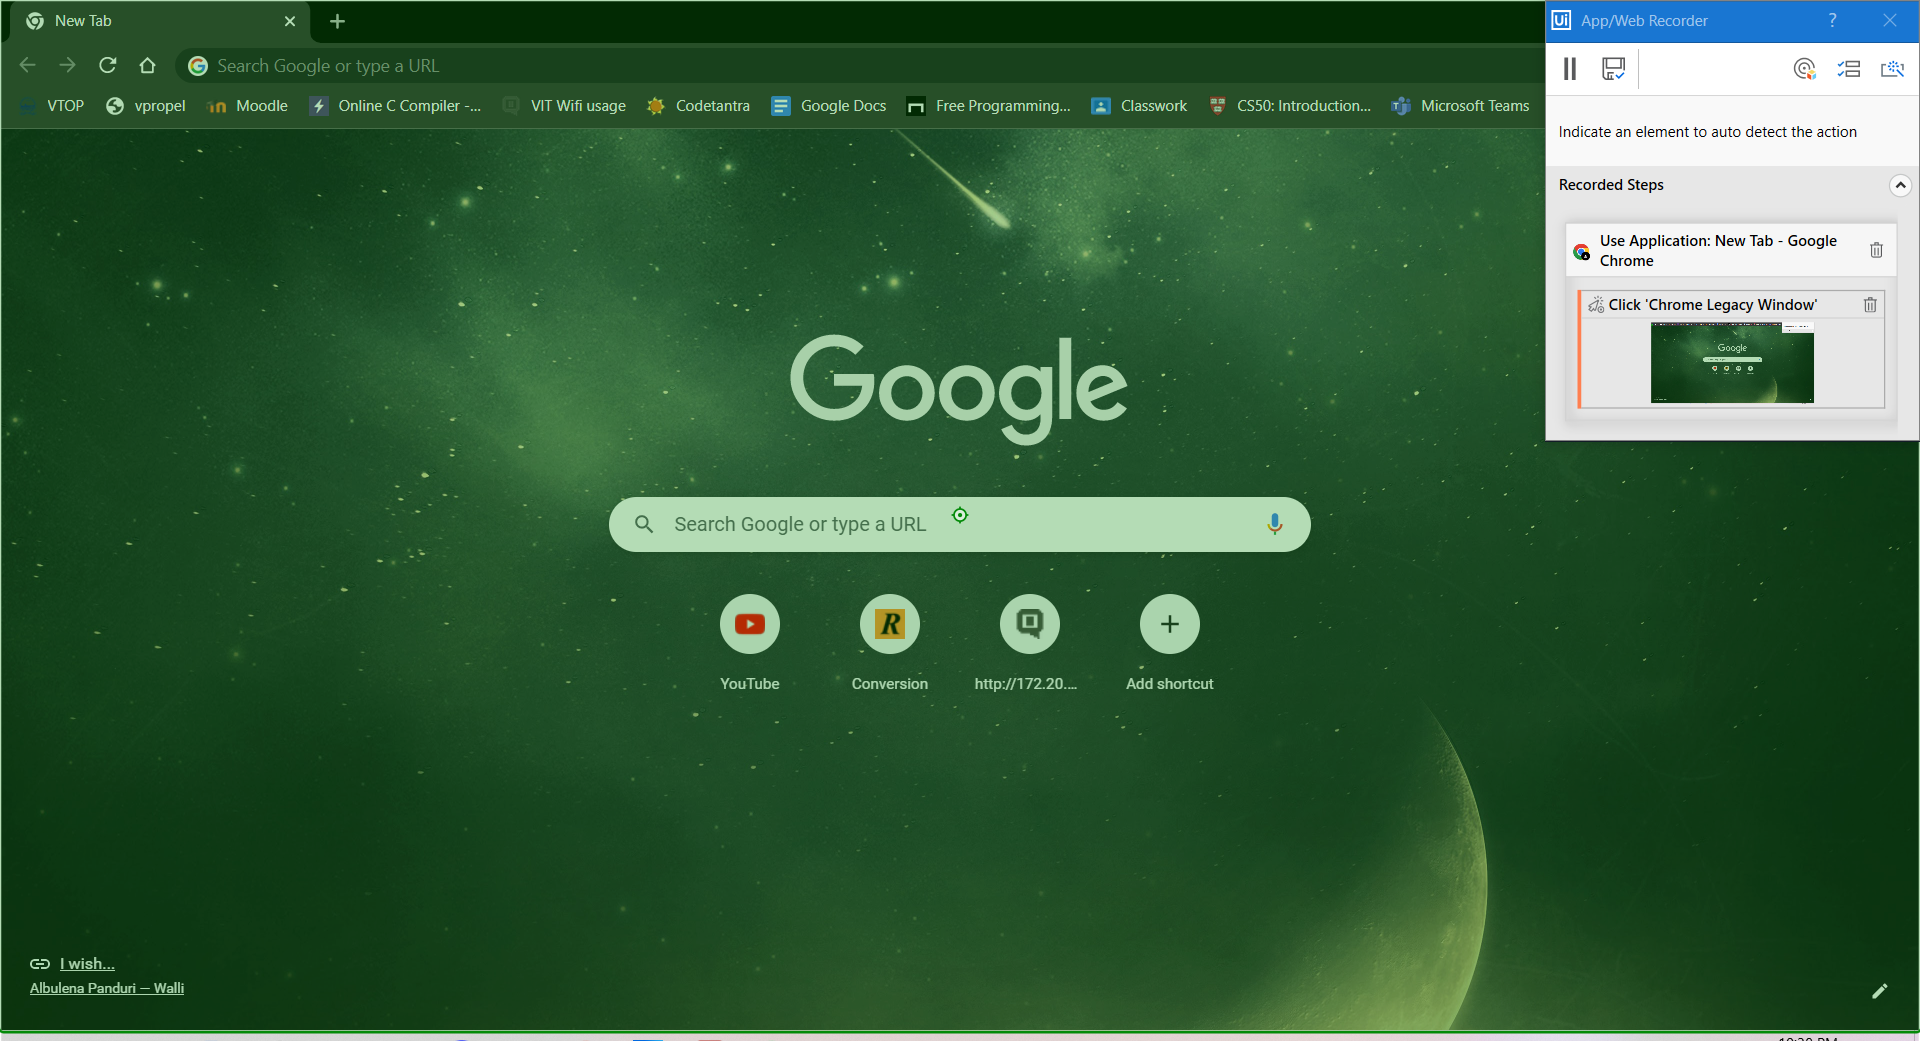 New Tab
Search Google or type a URL
VTOP
vpropel
Moodle
Online C Compiler -...
VIT Wifi usage
Codetantra
Google Docs
Free Programming...
Classwork
CS50: Introduction...
Microsoft Teams
Ui App/Web Recorder ?
Indicate an element to auto detect the action
Recorded Steps
Use Application: New Tab - Google
Chrome
Click 'Chrome Legacy Window'
Google
Google
Search Google or type a URL
R
YouTube
Conversion
http://172.20....
Add shortcut
I wish...
Albulena Panduri — Walli